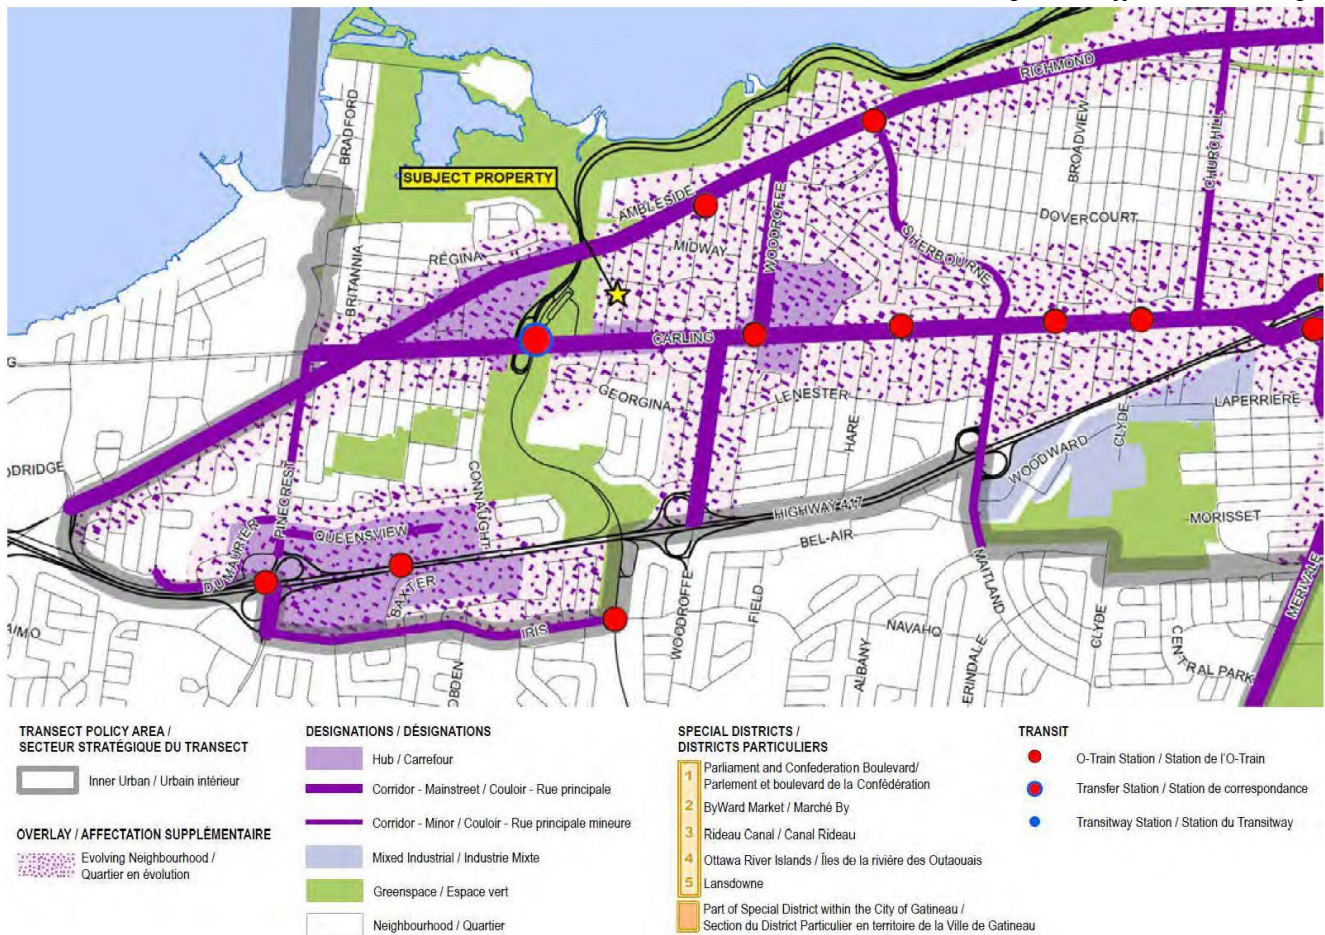 RICHMOND
BRADFORD
BROADVIEW
CHURCHILL
SUBJECT PROPERTY
AMBLESIDE
WOODROFFE
DOVERCOURT
MIDWAY
SHERBOURNE
RÉGINA
BRITANNIA
CARLING
G
GEORGINA
LENESTER
LAPERRIERE
HARE
CLYDE
WOODWARD
ODRIDGE
PINECREST
CONNAUGHT
HIGHWAY 417
MORISSET
QUEENSVIEW
BEL-AIR
DUMAURIER
BAXTER
MAITLAND
MERIVALE
WOODROFFE
FIELD
IRIS
NAVAHO
CLYDE
AIMO
OBDEN
ALBANY
ERINDALE
CENTRAL PARK
TRANSECT POLICY AREA /
SECTEUR STRATÉGIQUE DU TRANSECT
Inner Urban / Urbain intérieur
OVERLAY / AFFECTATION SUPPLÉMENTAIRE
Evolving Neighbourhood /
Quartier en évolution
DESIGNATIONS / DÉSIGNATIONS
Hub / Carrefour
Corridor - Mainstreet / Couloir - Rue principale
Corridor - Minor / Couloir - Rue principale mineure
Mixed Industrial / Industrie Mixte
Greenspace / Espace vert
Neighbourhood / Quartier
SPECIAL DISTRICTS /
DISTRICTS PARTICULIERS
1 Parliament and Confederation Boulevard/
Parlement et boulevard de la Confédération
2 ByWard Market / Marché By
3 Rideau Canal / Canal Rideau
4 Ottawa River Islands / Îles de la rivière des Outaouais
5 Lansdowne
Part of Special District within the City of Gatineau /
Section du District Particulier en territoire de la Ville de Gatineau
TRANSIT
O-Train Station / Station de l'O-Train
Transfer Station / Station de correspondance
Transitway Station / Station du Transitway